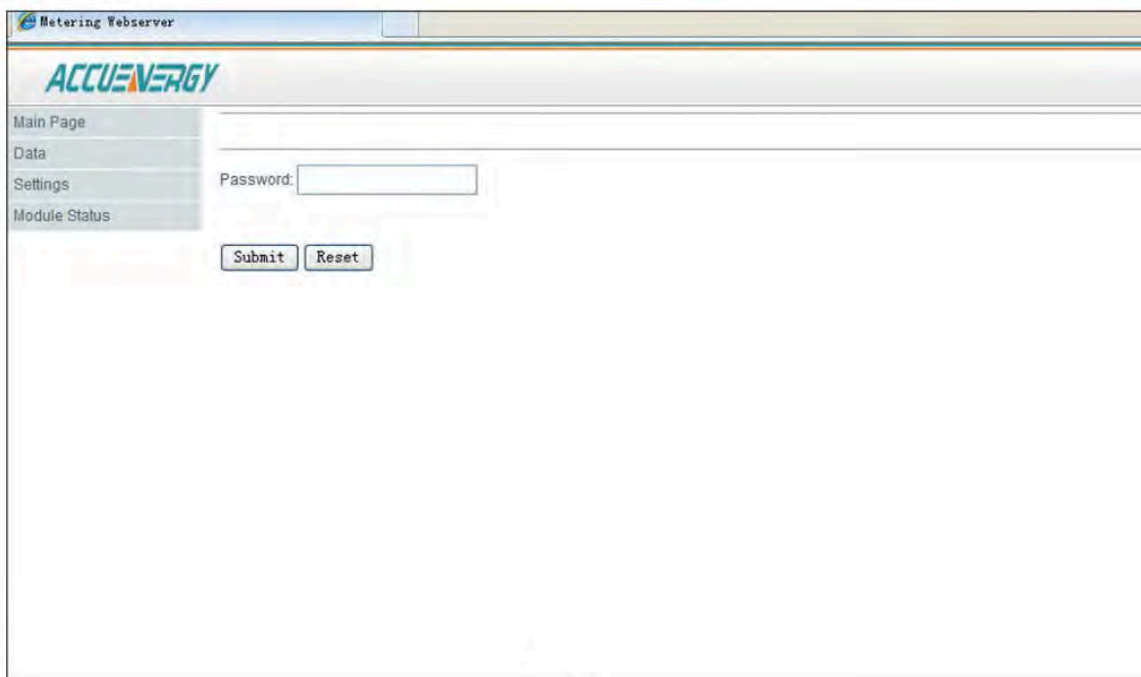 Metering Webserver
ACCUENERGY
Main Page
Data
Settings
Module Status
Password:
Submit Reset